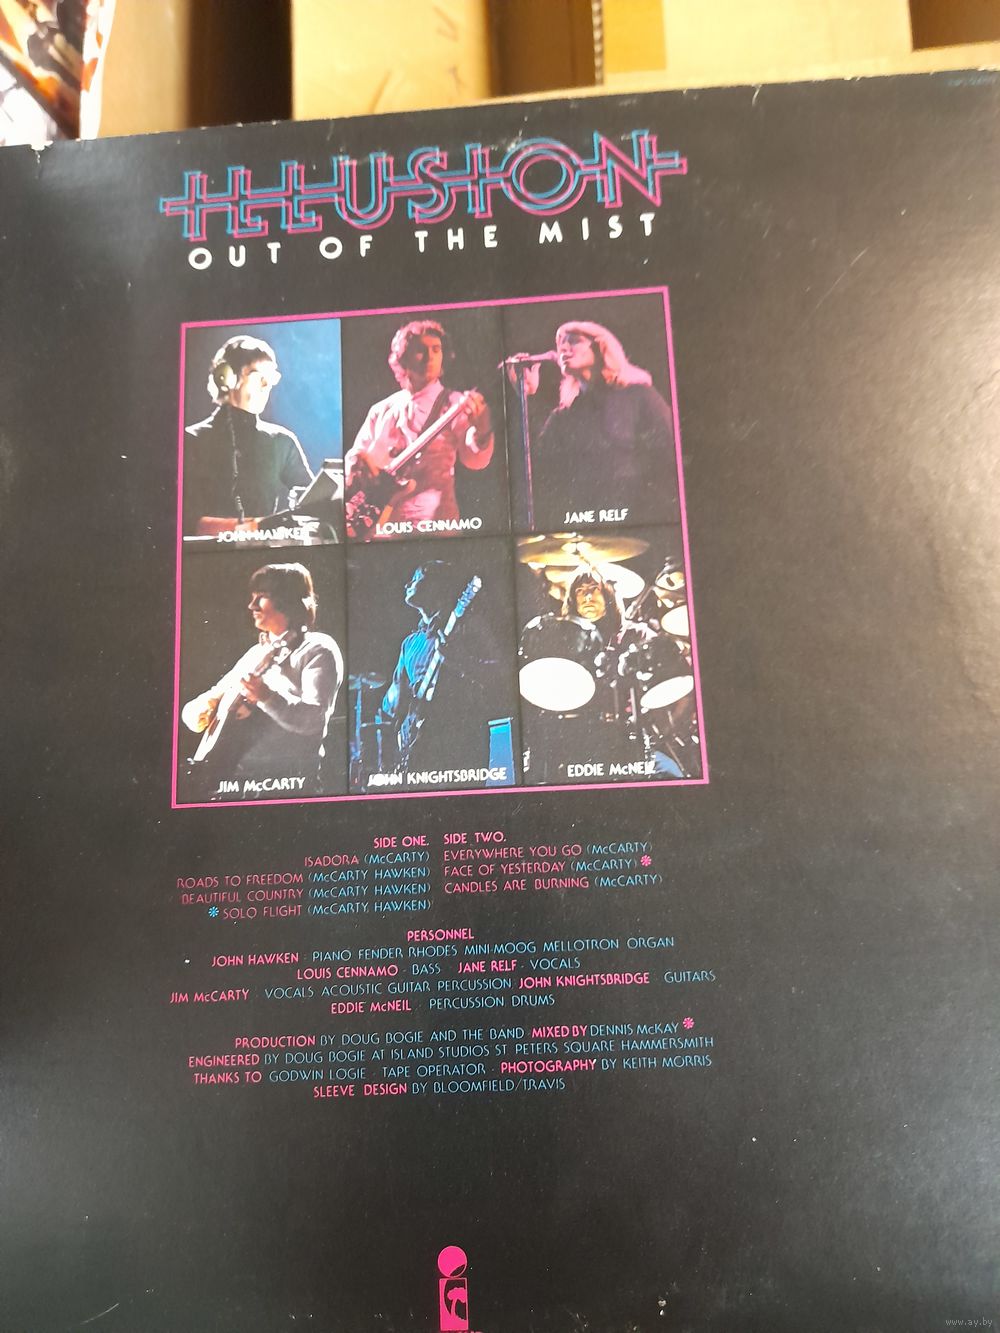 ILLUSION
OUT OF THE MIST
JOHN HAWKEN
LOUIS CENNAMO
JANE RELF
JIM McCARTY
JOHN KNIGHTSBRIDGE
EDDIE McNEIL
SIDE ONE. SIDE TWO.
ISADORA (McCARTY) EVERYWHERE YOU GO (McCARTY)
ROADS TO FREEDOM (McCARTY HAWKEN) FACE OF YESTERDAY (McCARTY) *
BEAUTIFUL COUNTRY (McCARTY HAWKEN) CANDLES ARE BURNING (McCARTY)
* SOLO FLIGHT (McCARTY, HAWKEN)
PERSONNEL
JOHN HAWKEN · PIANO FENDER RHODES MINI-MOOG MELLOTRON ORGAN
LOUIS CENNAMO · BASS · JANE RELF · VOCALS
JIM McCARTY · VOCALS ACOUSTIC GUITAR PERCUSSION · JOHN KNIGHTSBRIDGE · GUITARS
EDDIE McNEIL · PERCUSSION DRUMS
PRODUCTION BY DOUG BOGIE AND THE BAND · MIXED BY DENNIS McKAY *
ENGINEERED BY DOUG BOGIE AT ISLAND STUDIOS ST. PETERS SQUARE HAMMERSMITH
THANKS TO GODWIN LOGIE · TAPE OPERATOR · PHOTOGRAPHY BY KEITH MORRIS
SLEEVE DESIGN BY BLOOMFIELD/TRAVIS
www.ay.by